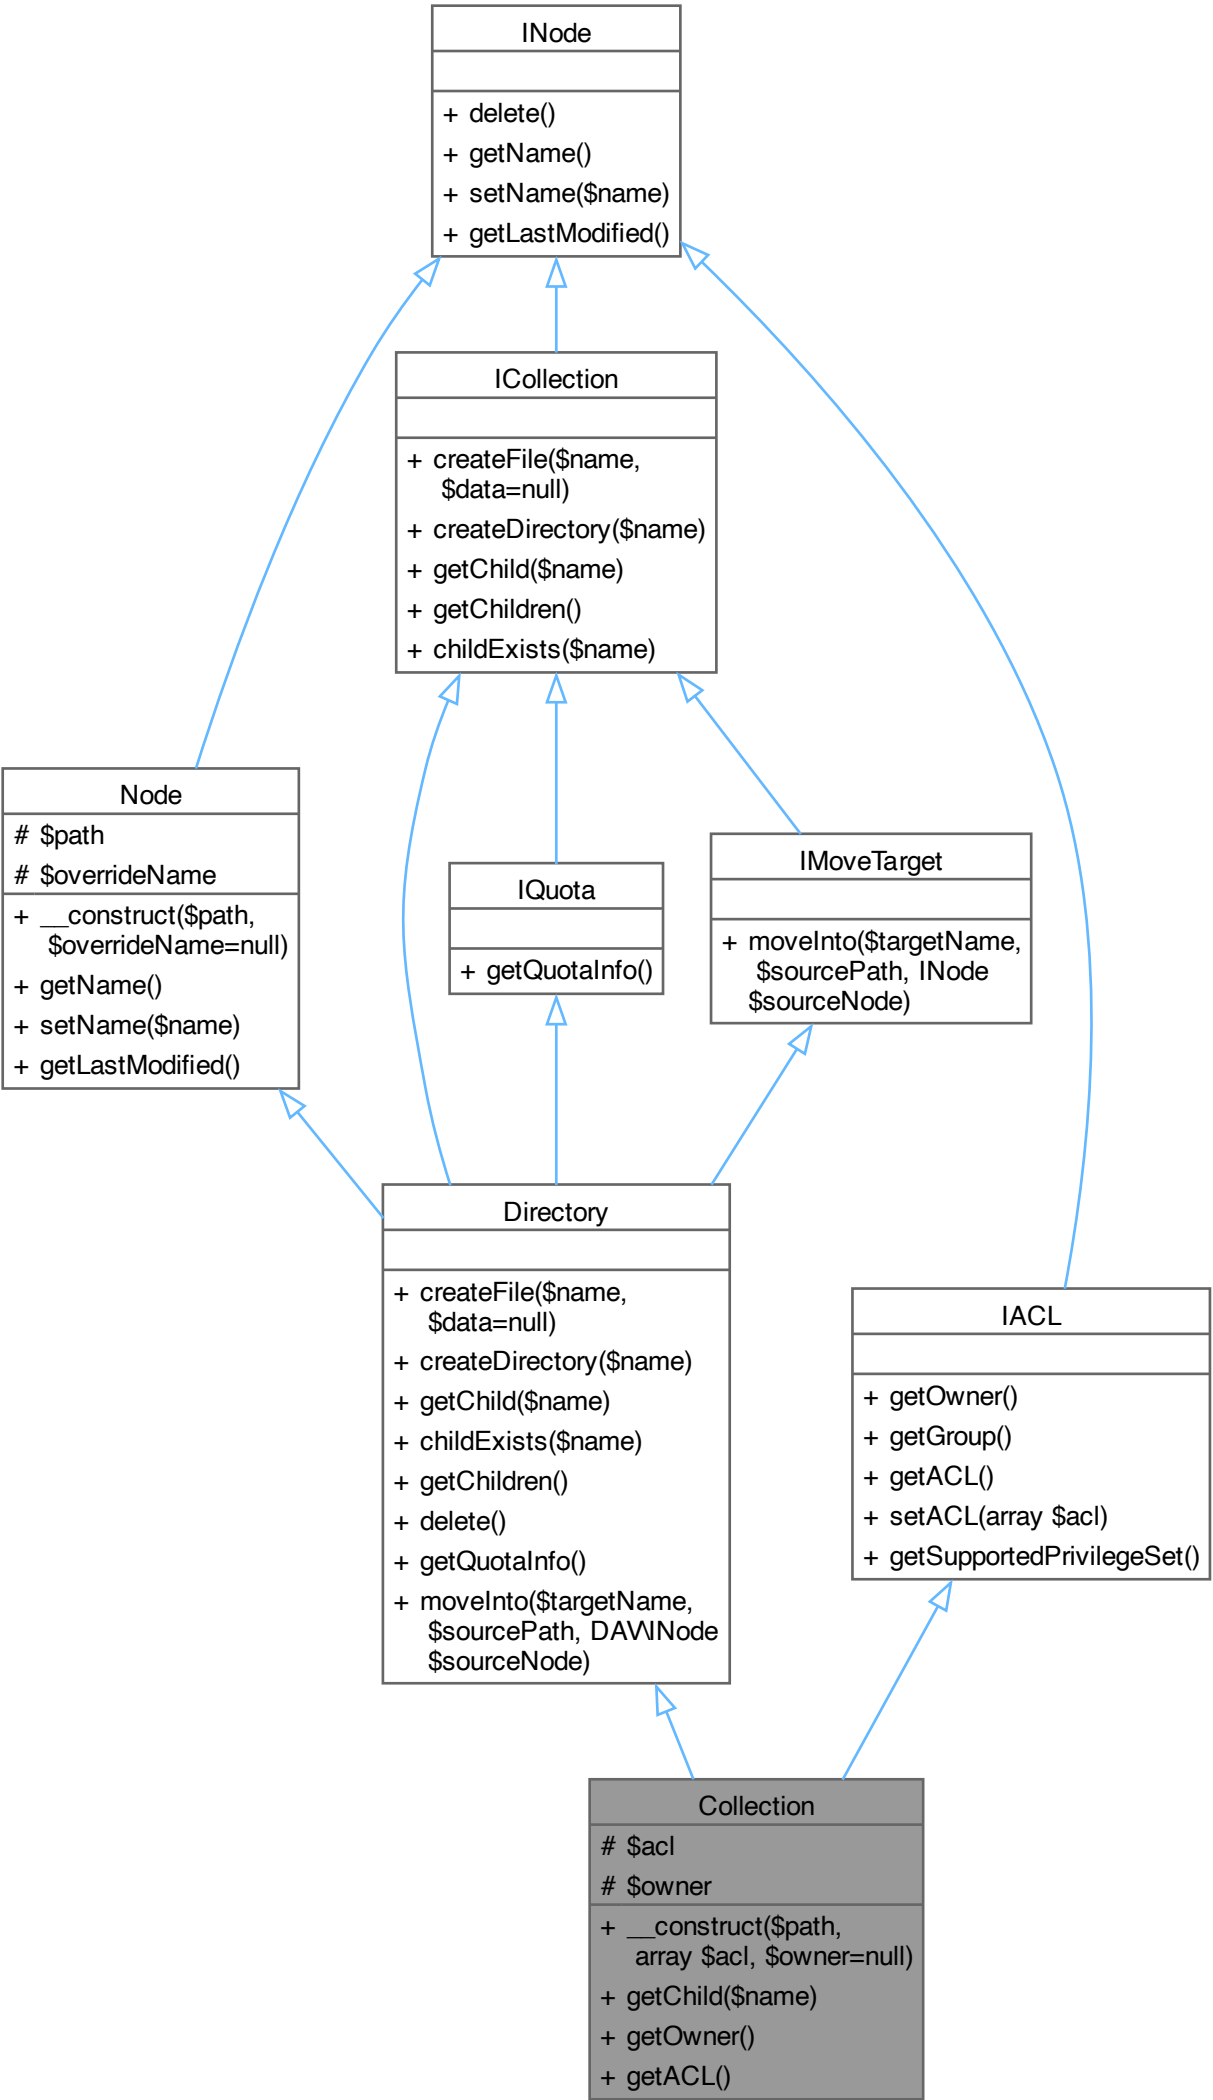 INode
+ delete()
+ getName()
+ setName($name)
+ getLastModified()
ICollection
+ createFile($name,
$data=null)
+ createDirectory($name)
+ getChild($name)
+ getChildren()
+ childExists($name)
Node
# $path
# $overrideName
+ __construct($path,
$overrideName=null)
+ getName()
+ setName($name)
+ getLastModified()
IQuota
+ getQuotaInfo()
IMoveTarget
+ moveInto($targetName,
$sourcePath, INode
$sourceNode)
Directory
+ createFile($name,
$data=null)
+ createDirectory($name)
+ getChild($name)
+ childExists($name)
+ getChildren()
+ delete()
+ getQuotaInfo()
+ moveInto($targetName,
$sourcePath, DAV\INode
$sourceNode)
IACL
+ getOwner()
+ getGroup()
+ getACL()
+ setACL(array $acl)
+ getSupportedPrivilegeSet()
Collection
# $acl
# $owner
+ __construct($path,
array $acl, $owner=null)
+ getChild($name)
+ getOwner()
+ getACL()